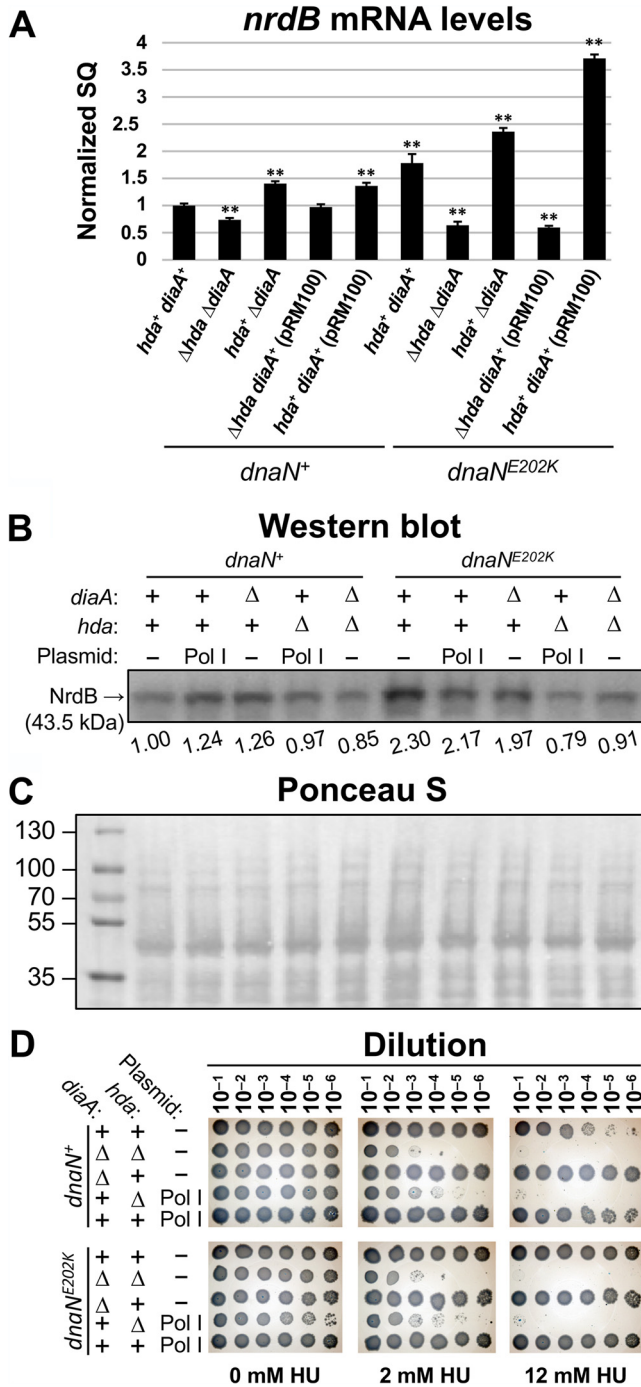 A
nrdB mRNA levels
Normalized SQ
4
3.5
3
2.5
2
1.5
1
0.5
0
** ** ** ** ** ** ** **
hda⁺ diaA⁺
Δhda ΔdiaA
hda⁺ ΔdiaA
Δhda diaA⁺ (pRM100)
hda⁺ diaA⁺ (pRM100)
hda⁺ diaA⁺
Δhda ΔdiaA
hda⁺ ΔdiaA
Δhda diaA⁺ (pRM100)
hda⁺ diaA⁺ (pRM100)
dnaN⁺ dnaNᴱ²⁰²ᴷ
B
Western blot
dnaN⁺ dnaNᴱ²⁰²ᴷ
diaA: + + Δ + Δ + + Δ + Δ
hda: + + + Δ Δ + + + Δ Δ
Plasmid: – Pol I – Pol I – – Pol I – Pol I –
NrdB →
(43.5 kDa)
1.00 1.24 1.26 0.97 0.85 2.30 2.17 1.97 0.79 0.91
C
Ponceau S
130
100
70
55
35
D
Dilution
diaA: hda: Plasmid:
10⁻¹ 10⁻² 10⁻³ 10⁻⁴ 10⁻⁵ 10⁻⁶ 10⁻¹ 10⁻² 10⁻³ 10⁻⁴ 10⁻⁵ 10⁻⁶ 10⁻¹ 10⁻² 10⁻³ 10⁻⁴ 10⁻⁵ 10⁻⁶
dnaN⁺
+ + –
Δ Δ –
Δ + –
+ Δ Pol I
+ + Pol I
dnaNᴱ²⁰²ᴷ
+ + –
Δ Δ –
Δ + –
+ Δ Pol I
+ + Pol I
0 mM HU 2 mM HU 12 mM HU